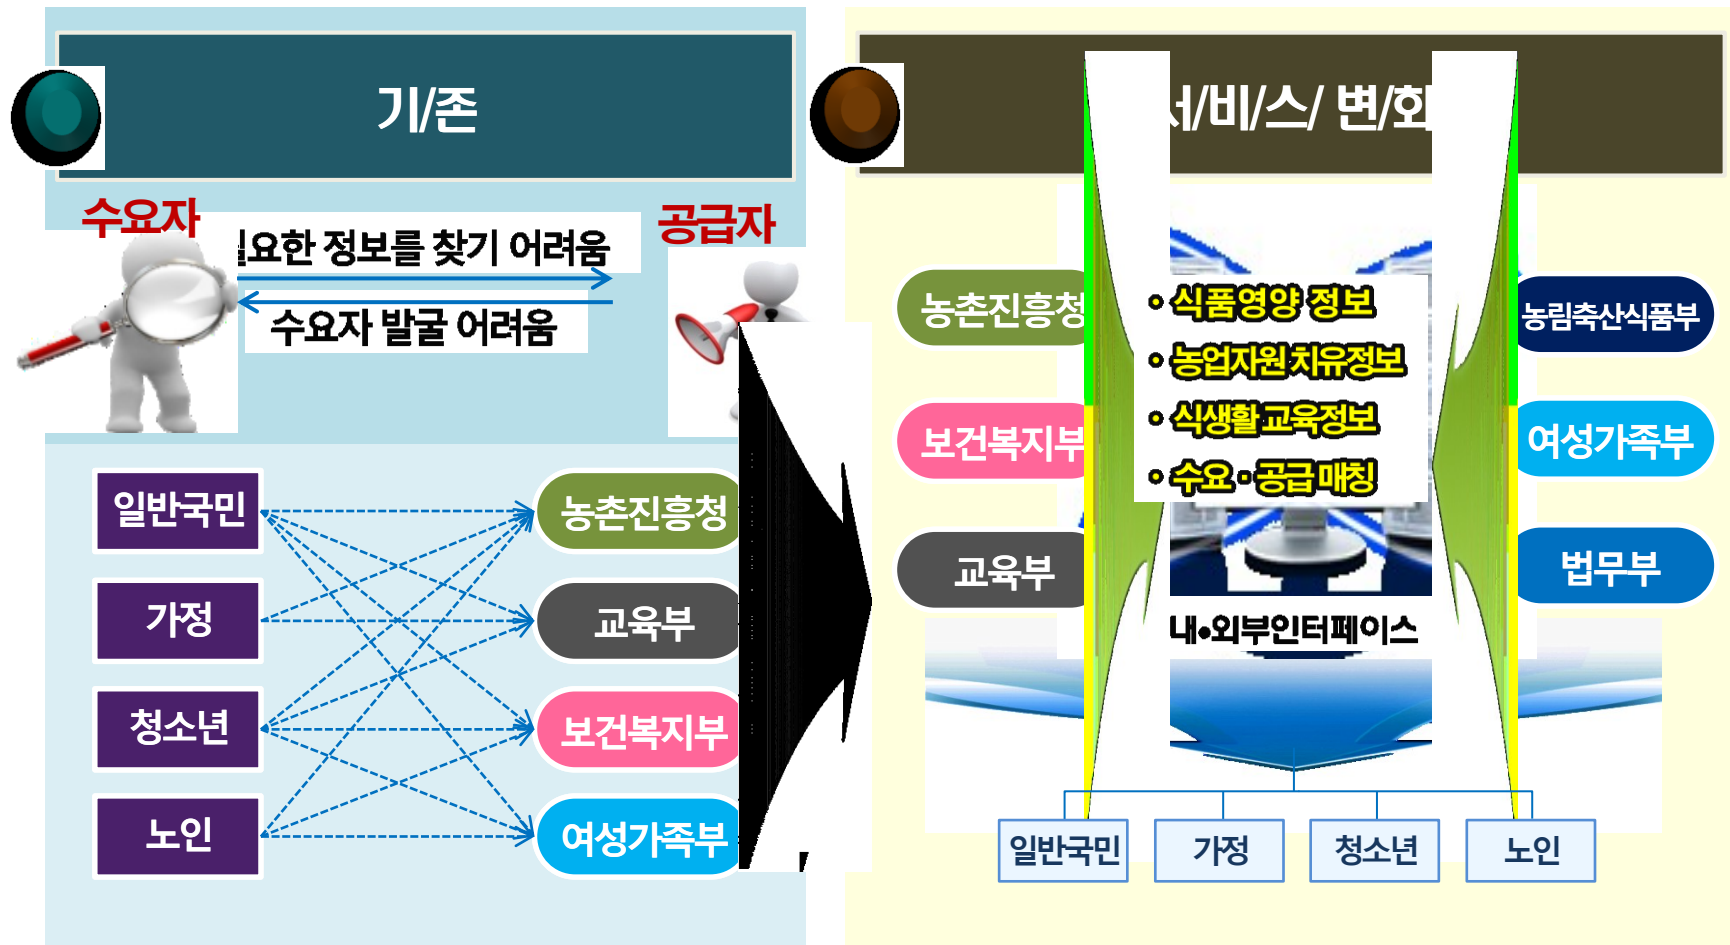 기/존
수요자
요한 정보를 찾기 어려움
공급자
수요자 발굴 어려움
일반국민
가정
청소년
노인
농촌진흥청
교육부
보건복지부
여성가족부
서/비/스/ 변/화
농촌진흥청
보건복지부
교육부
• 식품영양 정보
• 농업자원 치유정보
• 식생활 교육정보
• 수요·공급 매칭
내•외부인터페이스
농림축산식품부
여성가족부
법무부
일반국민
가정
청소년
노인